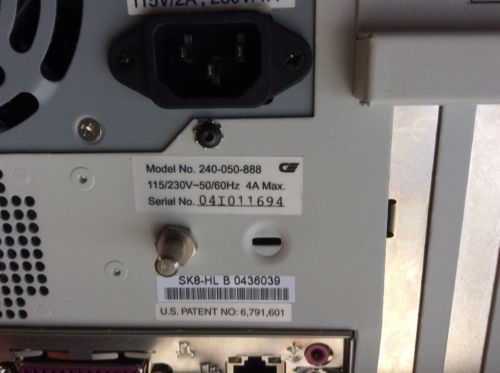 115V/2A, 230V/1A
Model No. 240-050-888
115/230V~50/60Hz 4A Max.
Serial No. 04I011694
SK8-HL B 0436039
U.S. PATENT NO: 6,791,601